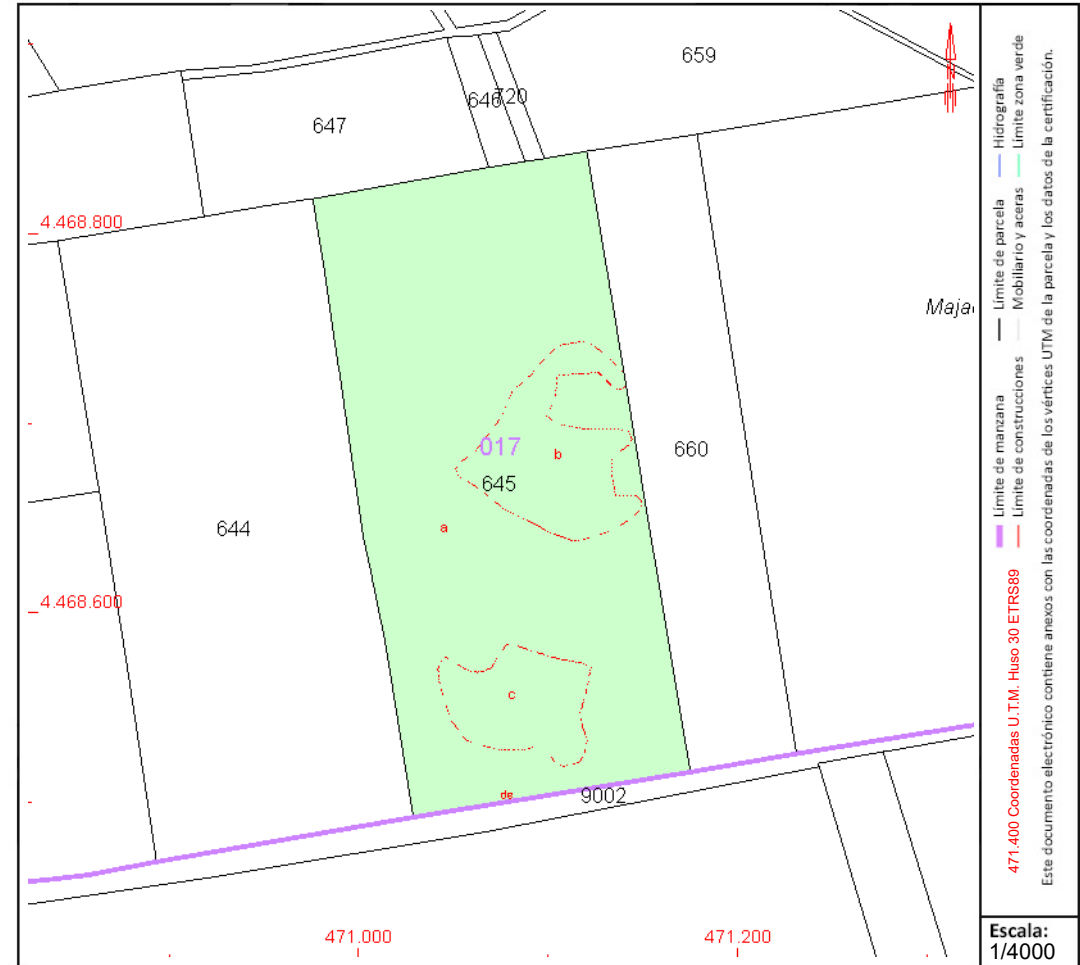 659
646
720
647
4.468.800
Maja
017
b
660
645
a
644
4.468.600
c
de
9002
471.000
471.200
471.400 Coordenadas U.T.M. Huso 30 ETRS89
Límite de manzana
Límite de parcela
Hidrografía
Límite de construcciones
Mobiliario y aceras
Límite zona verde
Este documento electrónico contiene anexos con las coordenadas de los vértices UTM de la parcela y los datos de la certificación.
Escala:
1/4000